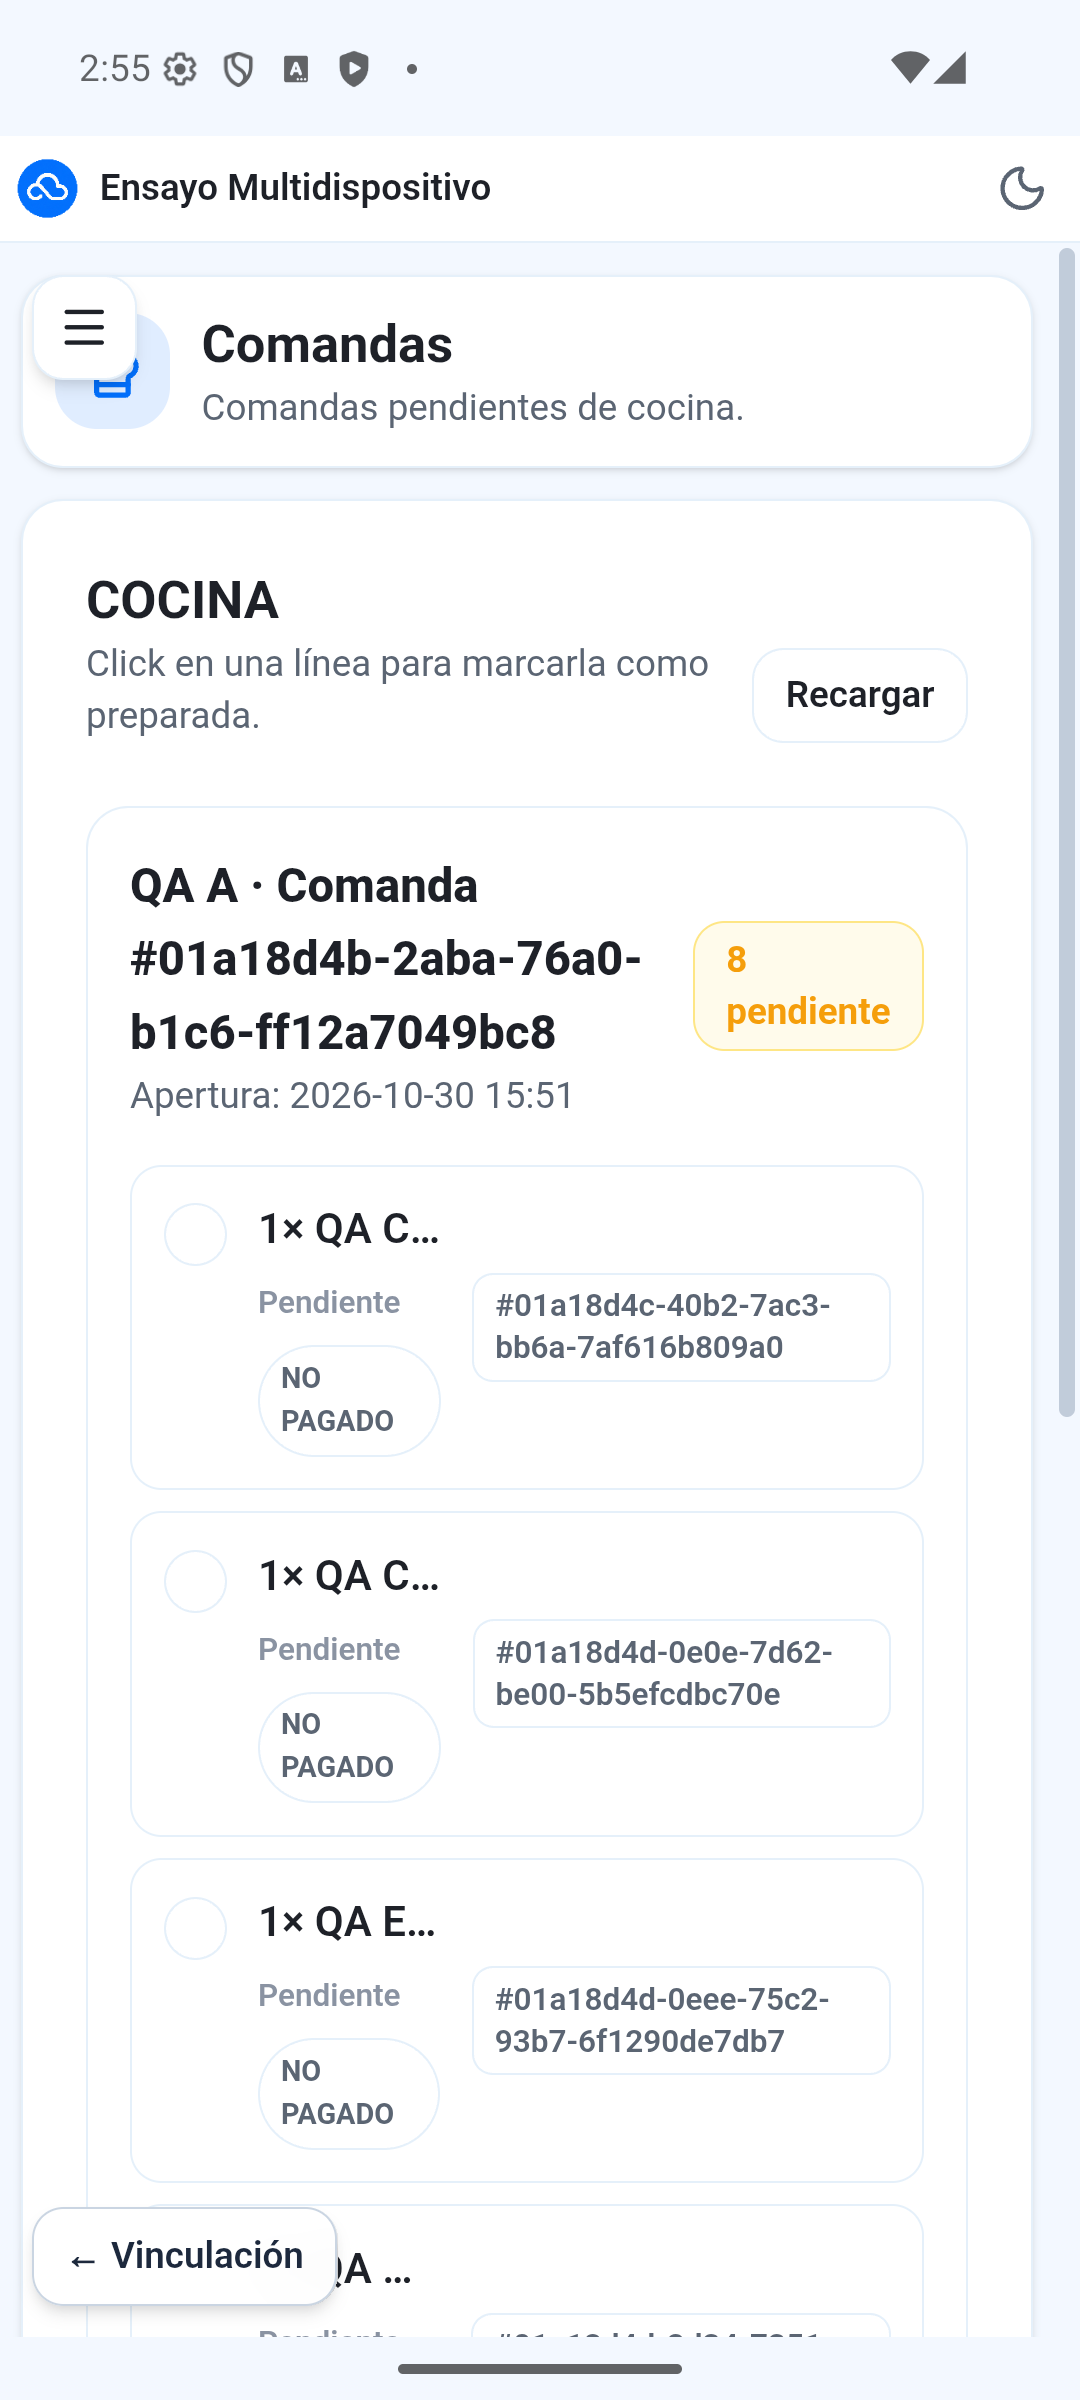 2:55
Ensayo Multidispositivo
Comandas
Comandas pendientes de cocina.
COCINA
Click en una línea para marcarla como
preparada.
Recargar
QA A · Comanda
#01a18d4b-2aba-76a0-
b1c6-ff12a7049bc8
8
pendiente
Apertura: 2026-10-30 15:51
1× QA C...
Pendiente
#01a18d4c-40b2-7ac3-
bb6a-7af616b809a0
NO
PAGADO
1× QA C...
Pendiente
#01a18d4d-0e0e-7d62-
be00-5b5efcdbc70e
NO
PAGADO
1× QA E...
Pendiente
#01a18d4d-0eee-75c2-
93b7-6f1290de7db7
NO
PAGADO
← Vinculación
QA ...
Pendiente